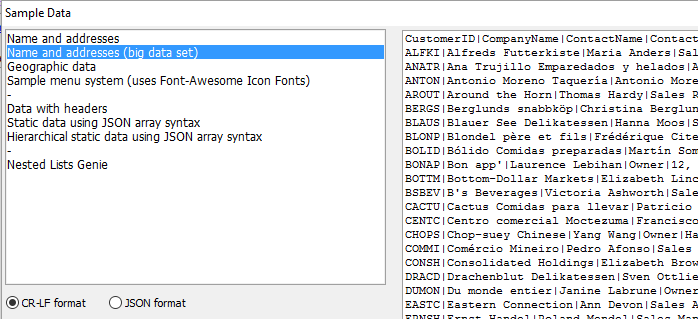 Sample Data
Name and addresses
Name and addresses (big data set)
Geographic data
Sample menu system (uses Font-Awesome Icon Fonts)
-
Data with headers
Static data using JSON array syntax
Hierarchical static data using JSON array syntax
-
Nested Lists Genie
CR-LF format
JSON format
CustomerID|CompanyName|ContactName|Contact
ALFKI|Alfreds Futterkiste|Maria Anders|Sal
ANATR|Ana Trujillo Emparedados y helados|A
ANTON|Antonio Moreno Taquería|Antonio More
AROUT|Around the Horn|Thomas Hardy|Sales R
BERGS|Berglunds snabbköp|Christina Berglun
BLAUS|Blauer See Delikatessen|Hanna Moos|S
BLONP|Blondel père et fils|Frédérique Cite
BOLID|Bólido Comidas preparadas|Martín Som
BONAP|Bon app'|Laurence Lebihan|Owner|12,
BOTTM|Bottom-Dollar Markets|Elizabeth Linc
BSBEV|B's Beverages|Victoria Ashworth|Sale
CACTU|Cactus Comidas para llevar|Patricio
CENTC|Centro comercial Moctezuma|Francisco
CHOPS|Chop-suey Chinese|Yang Wang|Owner|Ha
COMMI|Comércio Mineiro|Pedro Afonso|Sales
CONSH|Consolidated Holdings|Elizabeth Brow
DRACD|Drachenblut Delikatessen|Sven Ottlie
DUMON|Du monde entier|Janine Labrune|Owner
EASTC|Eastern Connection|Ann Devon|Sales A
ERNSH|Ernst Handel|Roland Mendel|Sales Man